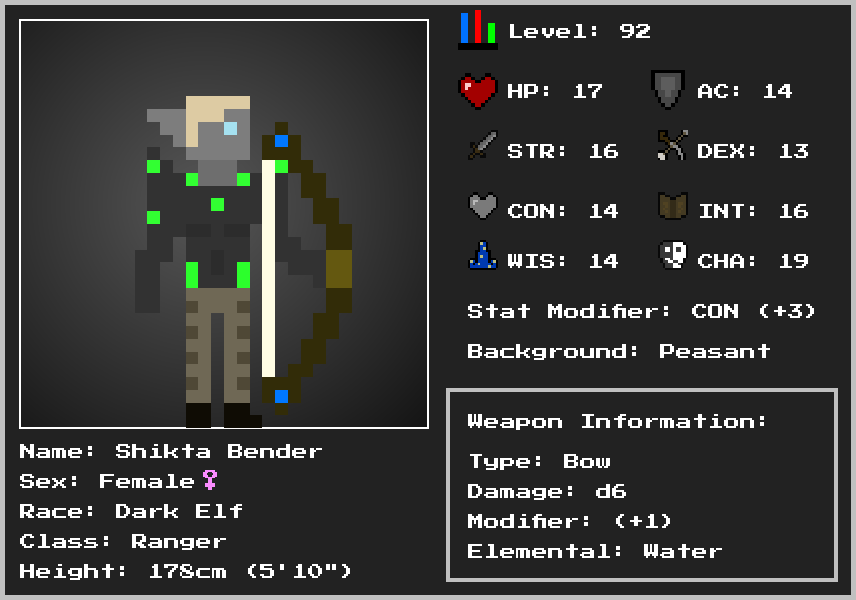 Level: 92
HP: 17
AC: 14
STR: 16
DEX: 13
CON: 14
INT: 16
WIS: 14
CHA: 19
Stat Modifier: CON (+3)
Background: Peasant
Weapon Information:
Type: Bow
Damage: d6
Modifier: (+1)
Elemental: Water
Name: Shikta Bender
Sex: Female♀
Race: Dark Elf
Class: Ranger
Height: 178cm (5'10")